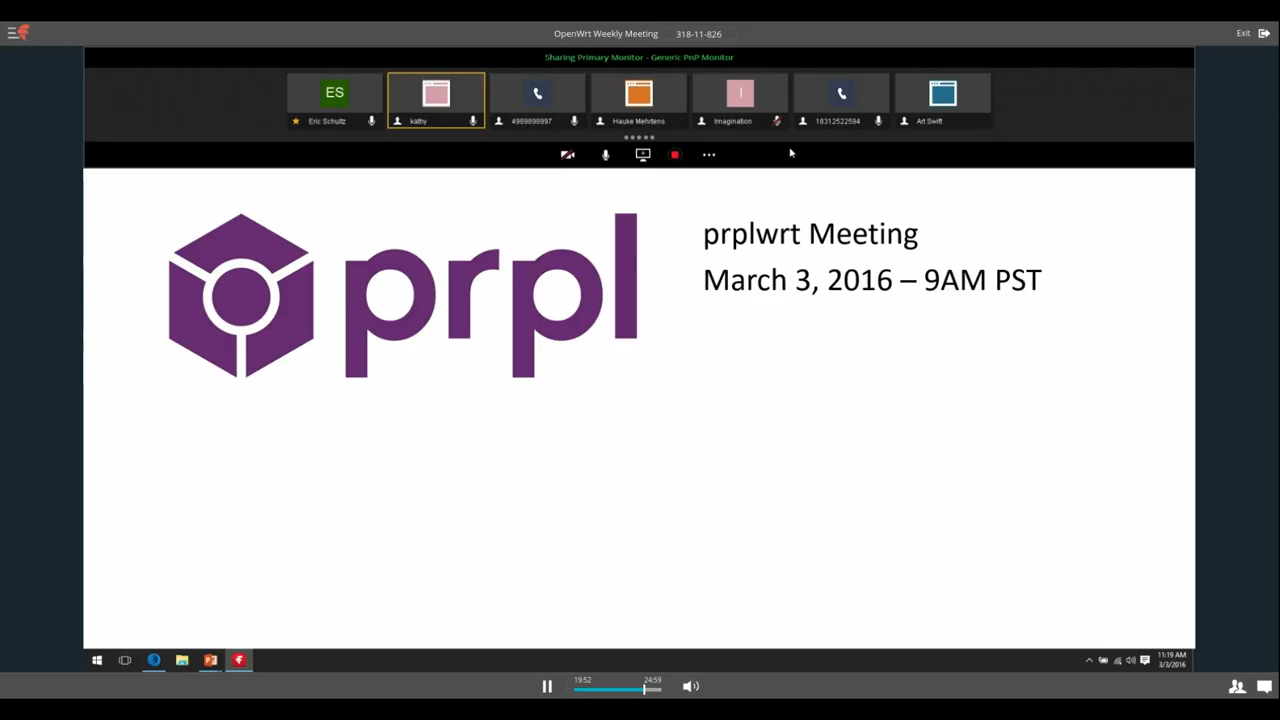 OpenWrt Weekly Meeting 318-11-826
Exit
Sharing Primary Monitor - Generic PnP Monitor
ES
I
Eric Schultz
kathy
4989898997
Hauke Mehrtens
Imagination
18312522594
Art Swift
prpl
prplwrt Meeting
March 3, 2016 – 9AM PST
11:19 AM
3/3/2016
19:52
24:59